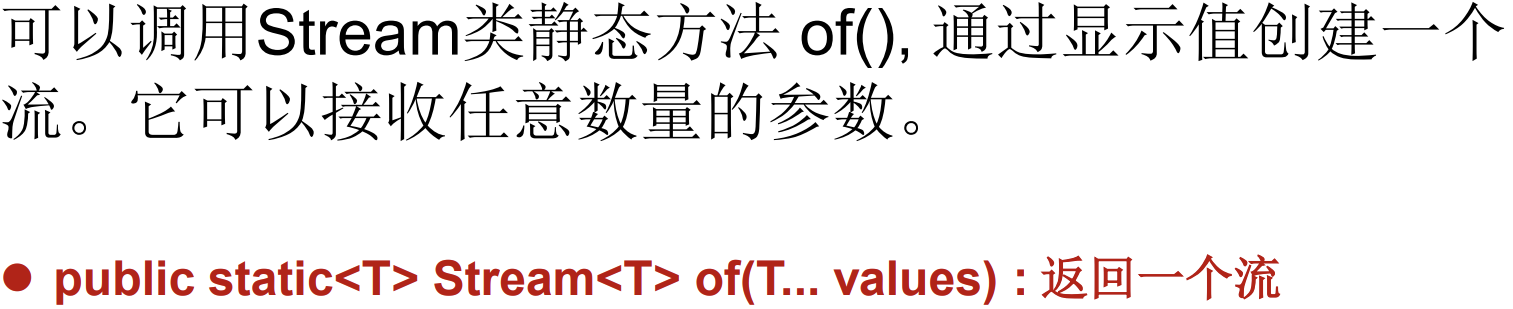 可以调用Stream类静态方法 of(), 通过显示值创建一个
流。它可以接收任意数量的参数。
● public static<T> Stream<T> of(T... values) : 返回一个流